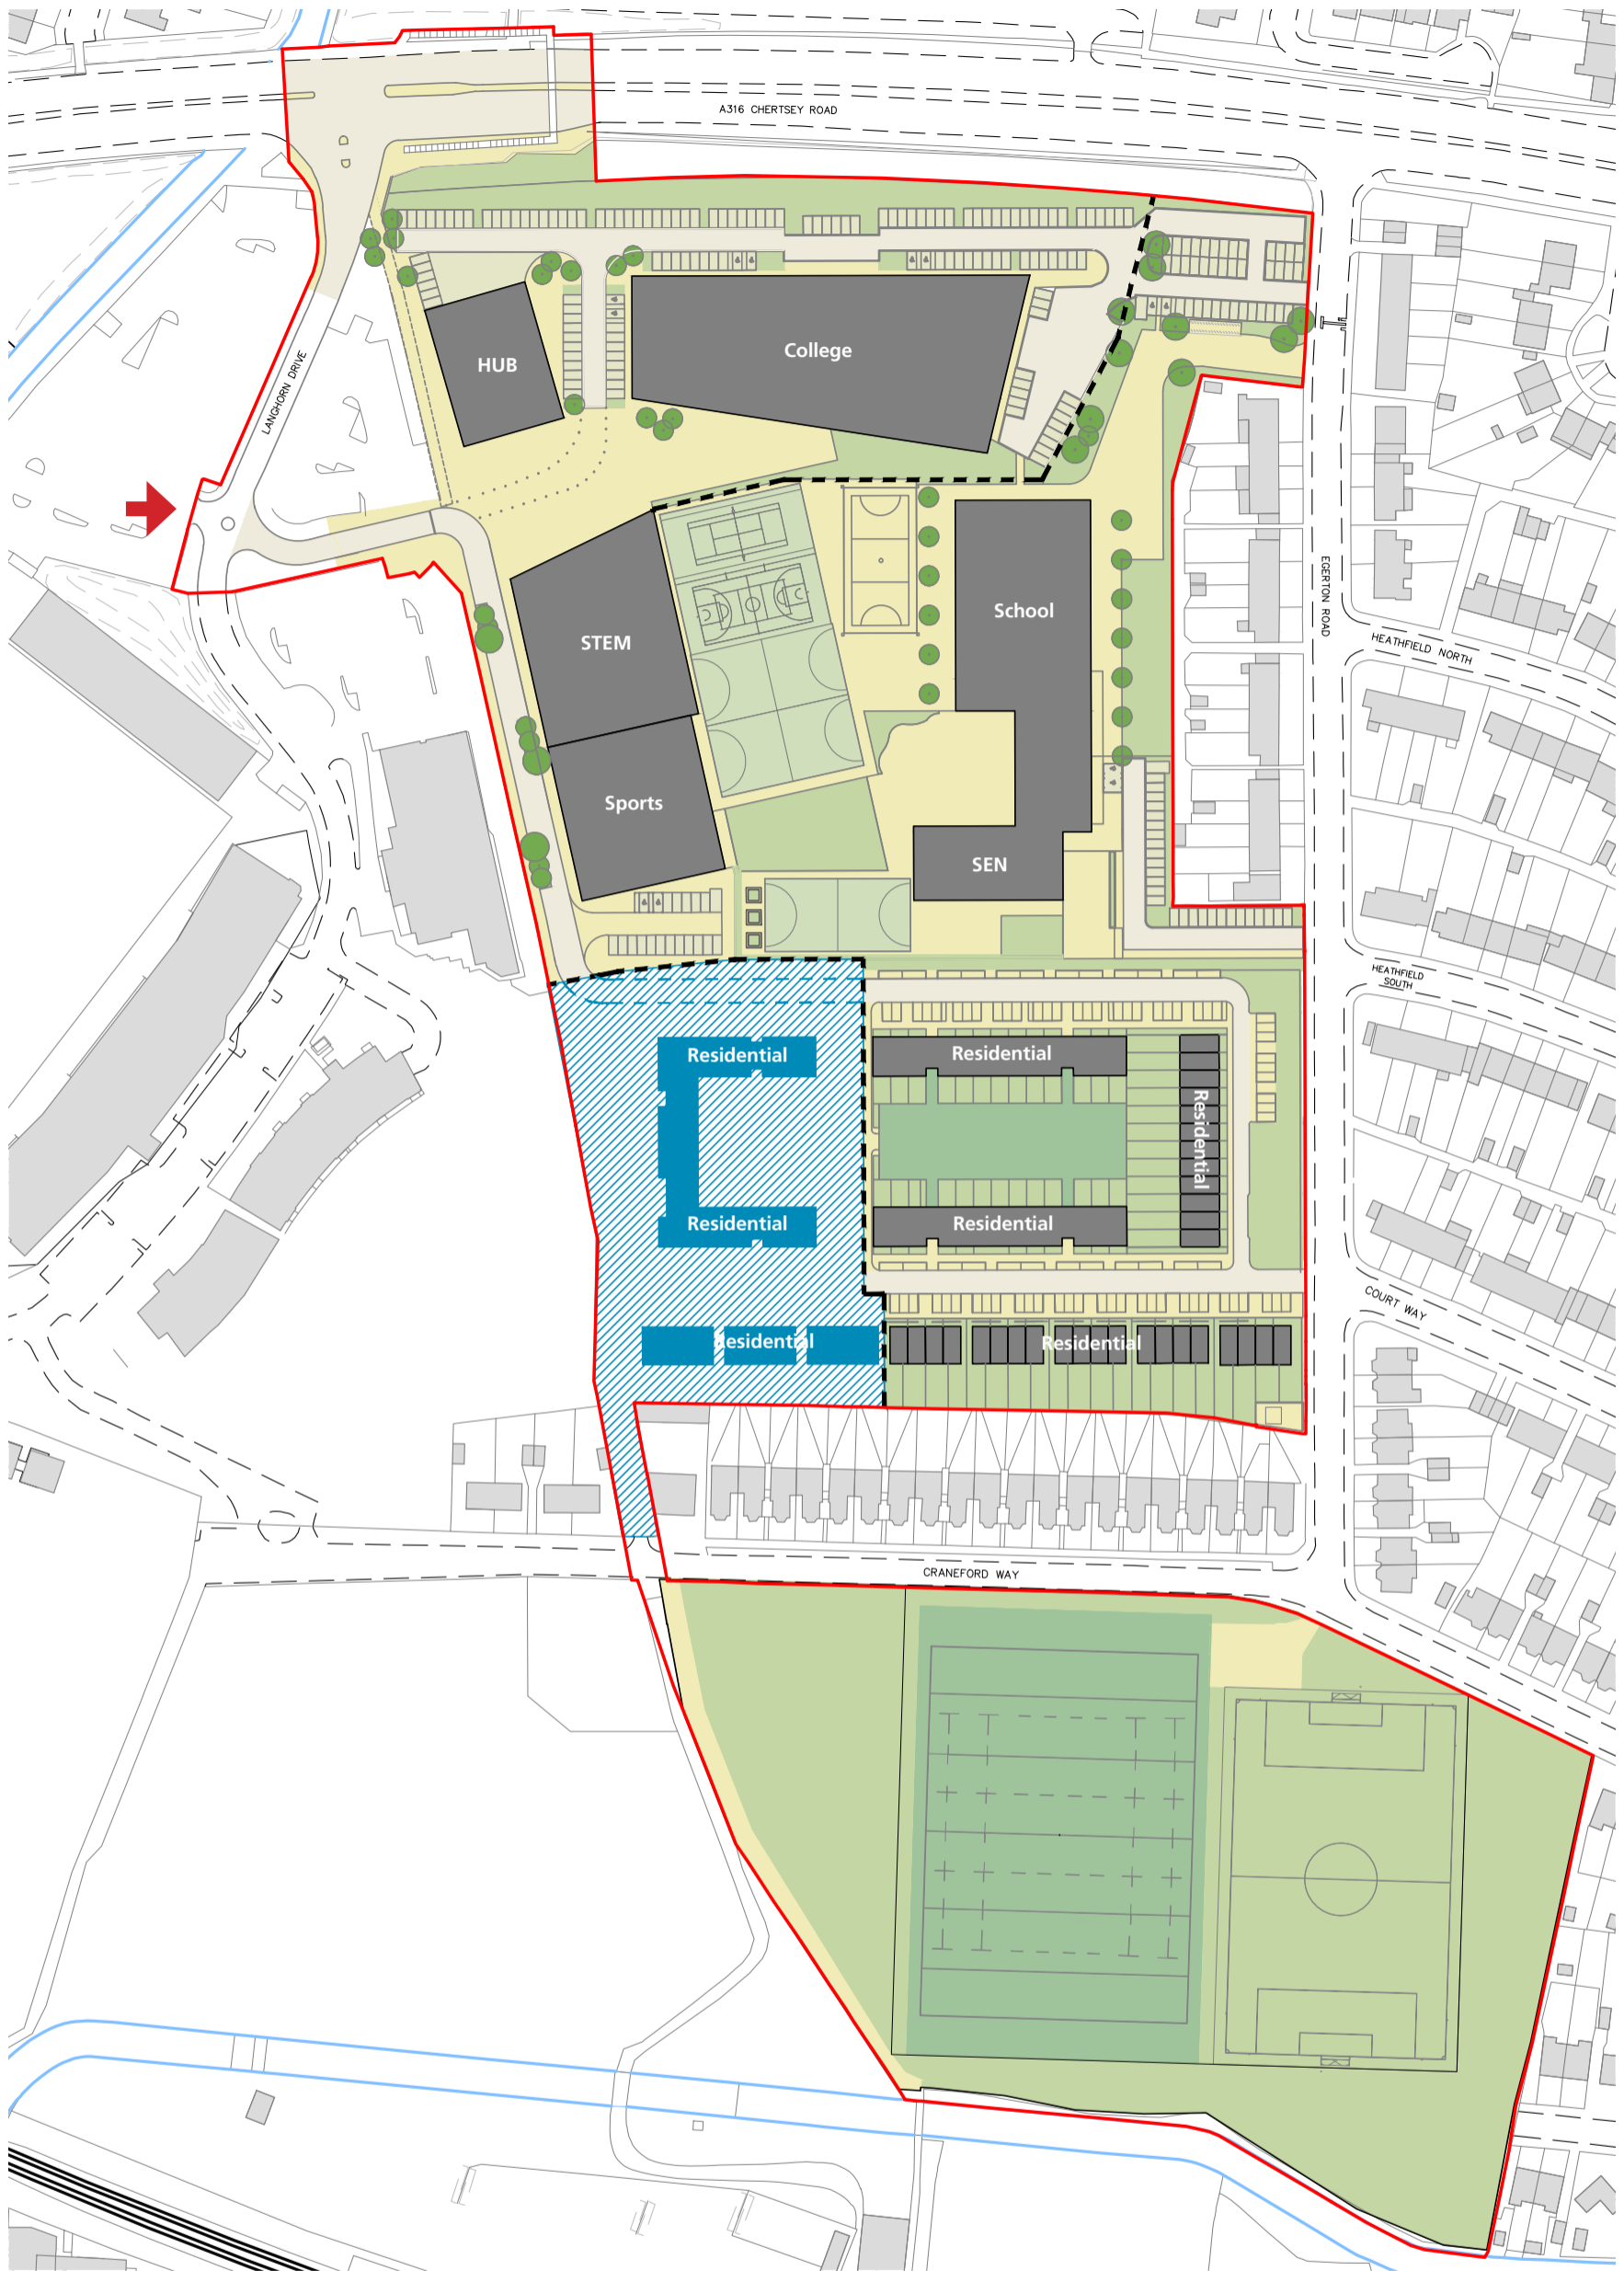 A316 CHERTSEY ROAD
College
HUB
LANGHORN DRIVE
School
EGERTON ROAD
STEM
HEATHFIELD NORTH
Sports
SEN
HEATHFIELD
SOUTH
Residential
Residential
Residential
Residential
Residential
COURT WAY
Residential
Residential
CRANEFORD WAY